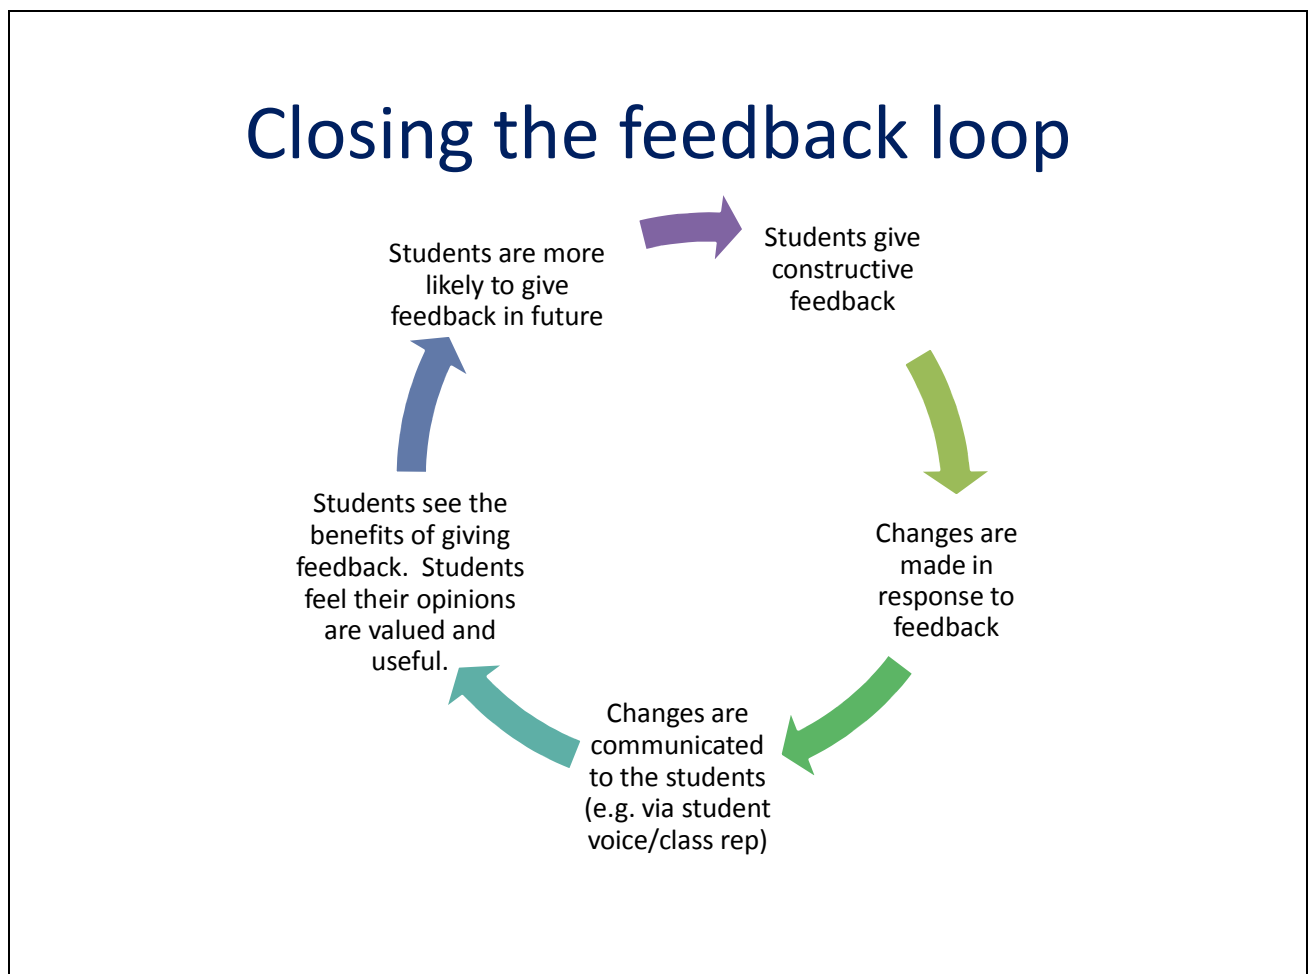 Closing the feedback loop
Students give
constructive
feedback
Changes are
made in
response to
feedback
Changes are
communicated
to the students
(e.g. via student
voice/class rep)
Students see the
benefits of giving
feedback.  Students
feel their opinions
are valued and
useful.
Students are more
likely to give
feedback in future